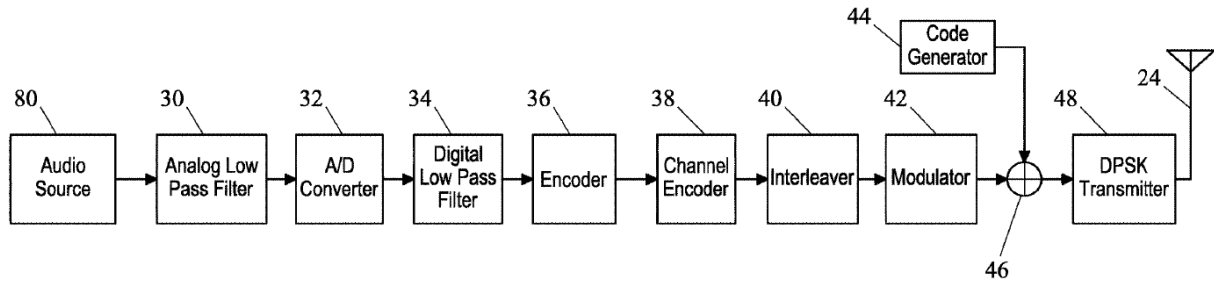 44
Code
Generator
24
80
30
32
34
36
38
40
42
48
Audio
Source
Analog Low
Pass Filter
A/D
Converter
Digital
Low Pass
Filter
Encoder
Channel
Encoder
Interleaver
Modulator
DPSK
Transmitter
46